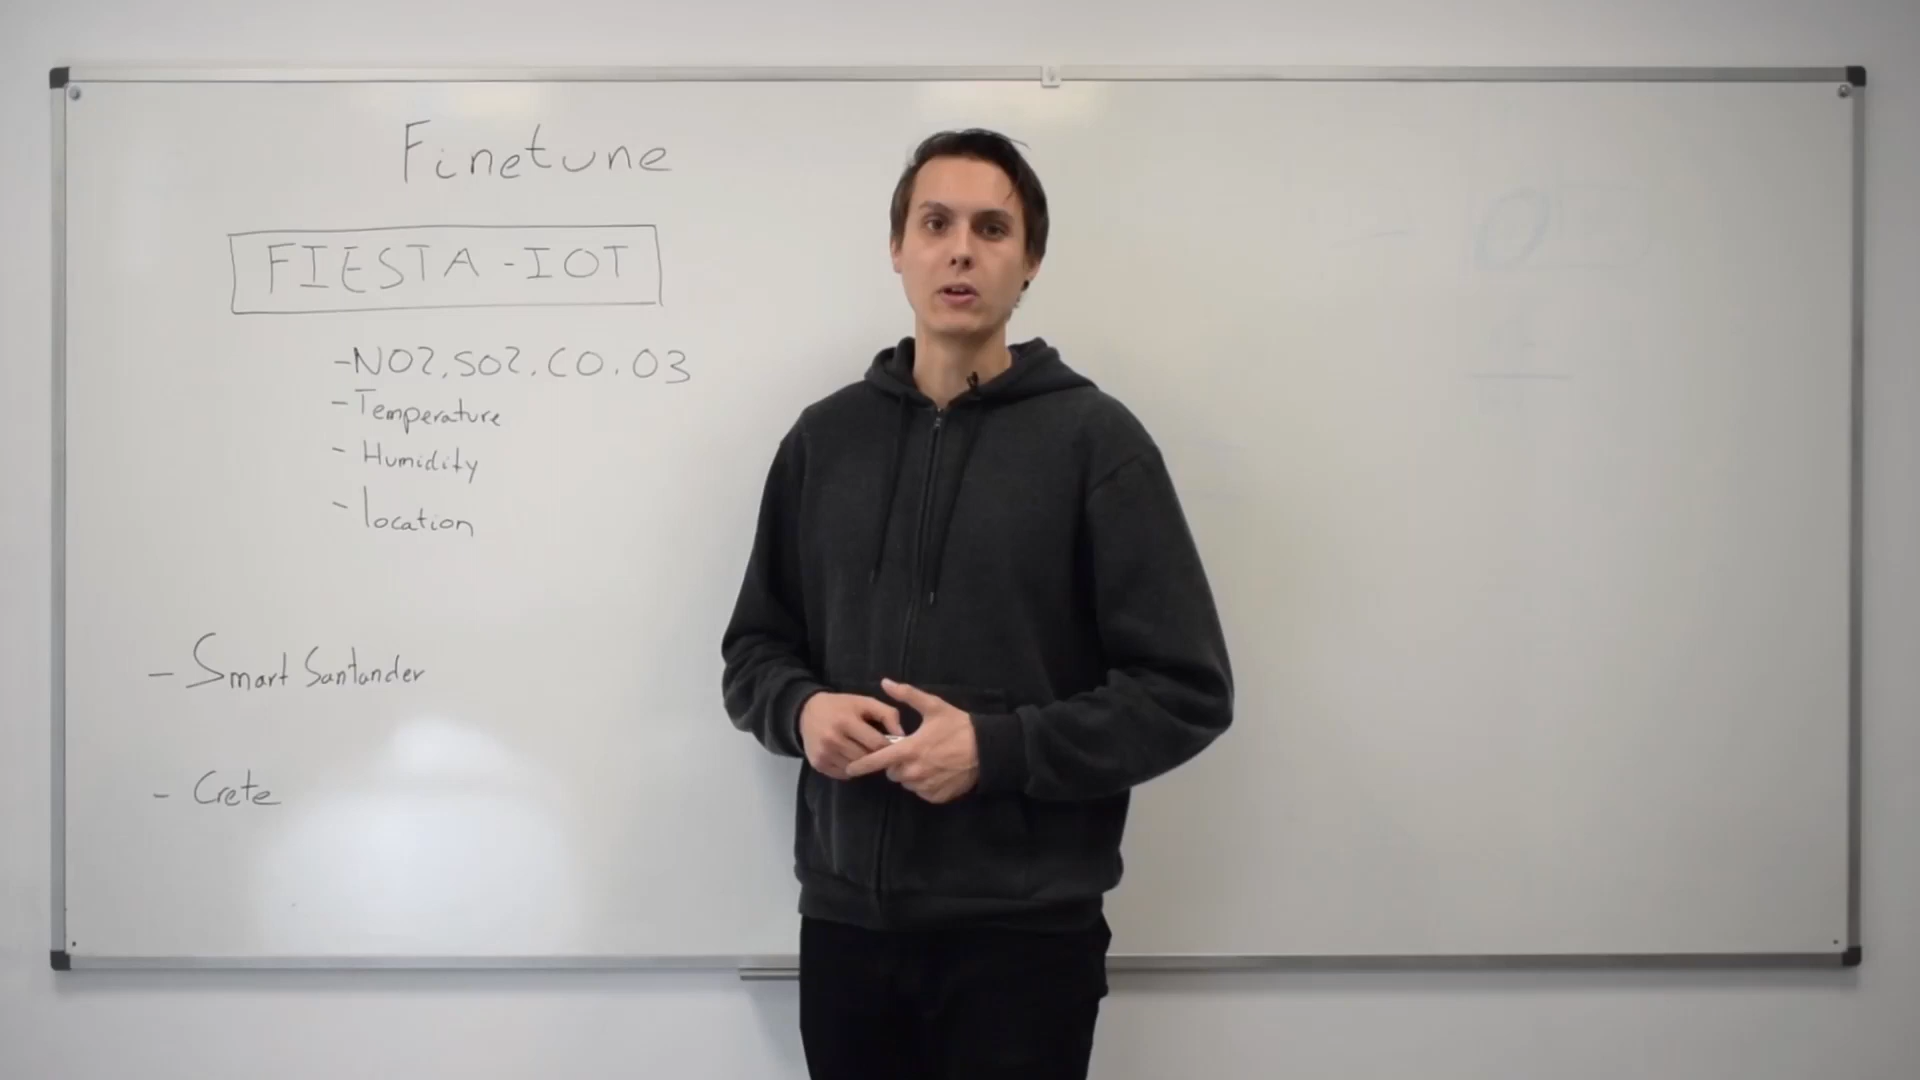 Finetune
FIESTA-IOT
-NO2,SO2,CO,O3
-Temperature
- Humidity
- location
- Smart Santander
- Crete